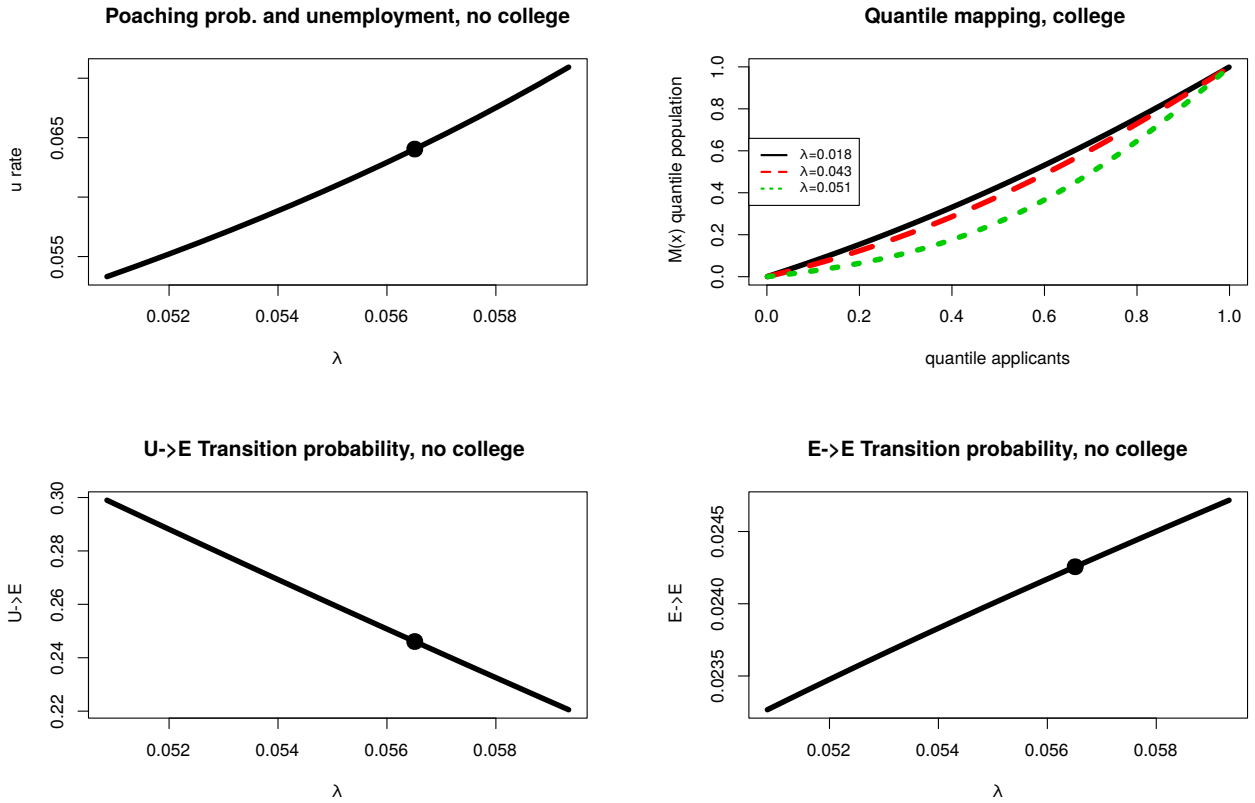 Poaching prob. and unemployment, no college
u rate
0.065
0.055
0.052 0.054 0.056 0.058
λ
Quantile mapping, college
M(x) quantile population
1.0
0.8
0.6
0.4
0.2
0.0
λ=0.018
λ=0.043
λ=0.051
0.0 0.2 0.4 0.6 0.8 1.0
quantile applicants
U->E Transition probability, no college
U->E
0.30
0.28
0.26
0.24
0.22
0.052 0.054 0.056 0.058
λ
E->E Transition probability, no college
E->E
0.0245
0.0240
0.0235
0.052 0.054 0.056 0.058
λ